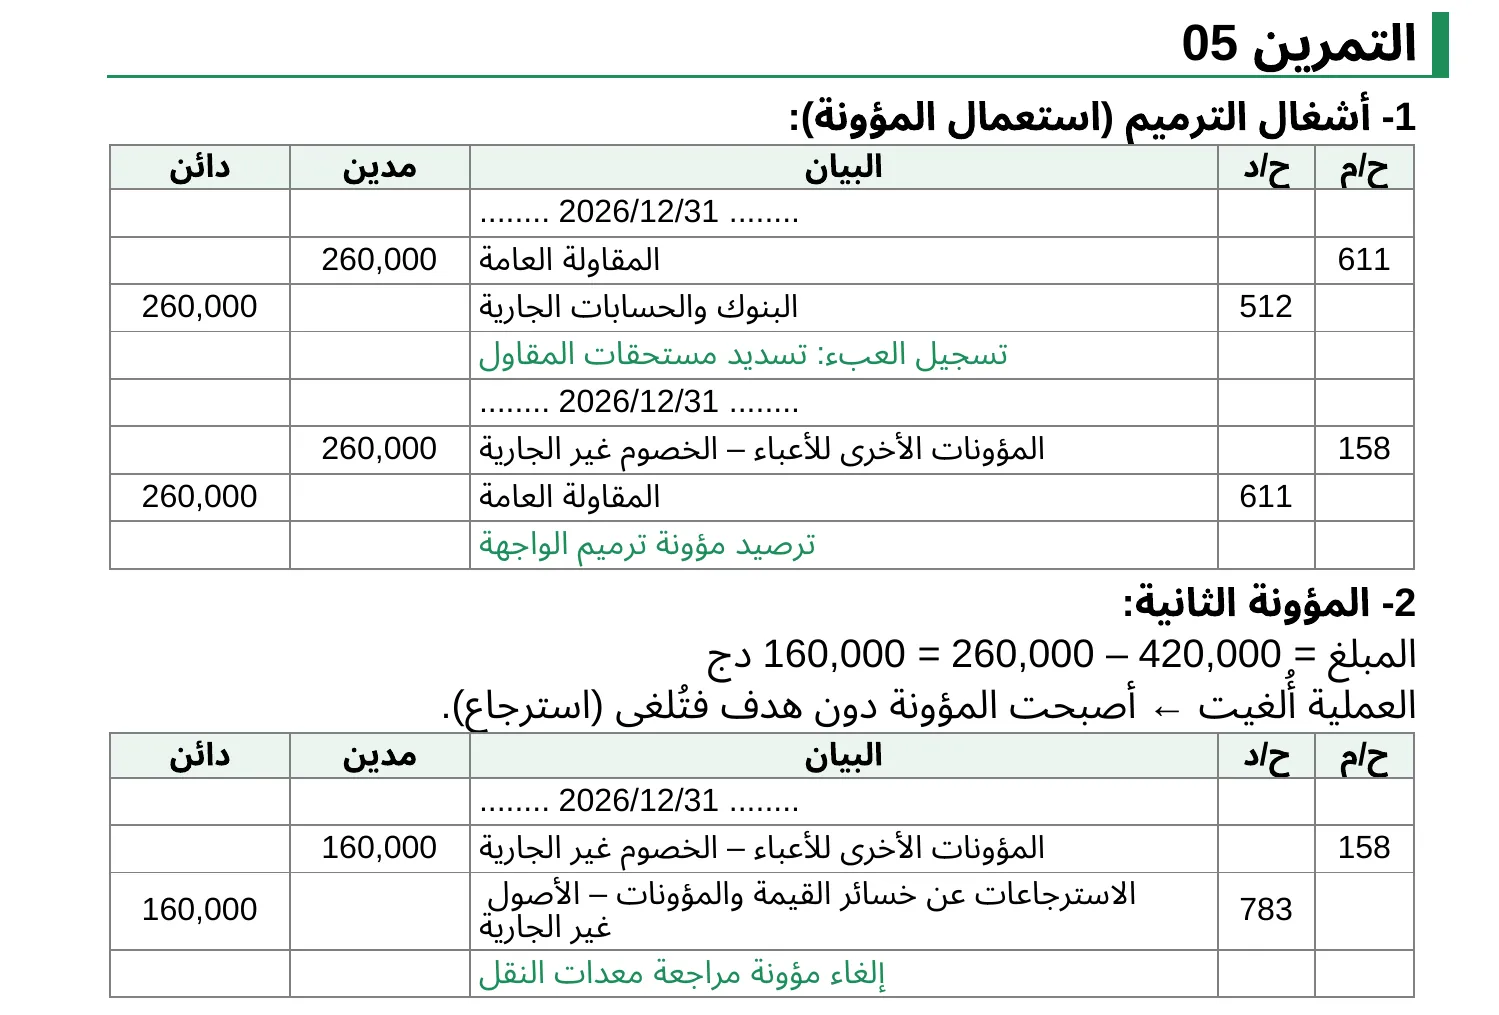 التمرين 05
1- أشغال الترميم (استعمال المؤونة):
ح/م ح/د البيان مدين دائن
........ 2026/12/31 ........
611 المقاولة العامة 260,000
512 البنوك والحسابات الجارية 260,000
تسجيل العبء: تسديد مستحقات المقاول
........ 2026/12/31 ........
158 المؤونات الأخرى للأعباء – الخصوم غير الجارية 260,000
611 المقاولة العامة 260,000
ترصيد مؤونة ترميم الواجهة
2- المؤونة الثانية:
المبلغ = 420,000 – 260,000 = 160,000 دج
العملية أُلغيت ← أصبحت المؤونة دون هدف فتُلغى (استرجاع).
ح/م ح/د البيان مدين دائن
........ 2026/12/31 ........
158 المؤونات الأخرى للأعباء – الخصوم غير الجارية 160,000
783 الاسترجاعات عن خسائر القيمة والمؤونات – الأصول 160,000
غير الجارية
إلغاء مؤونة مراجعة معدات النقل